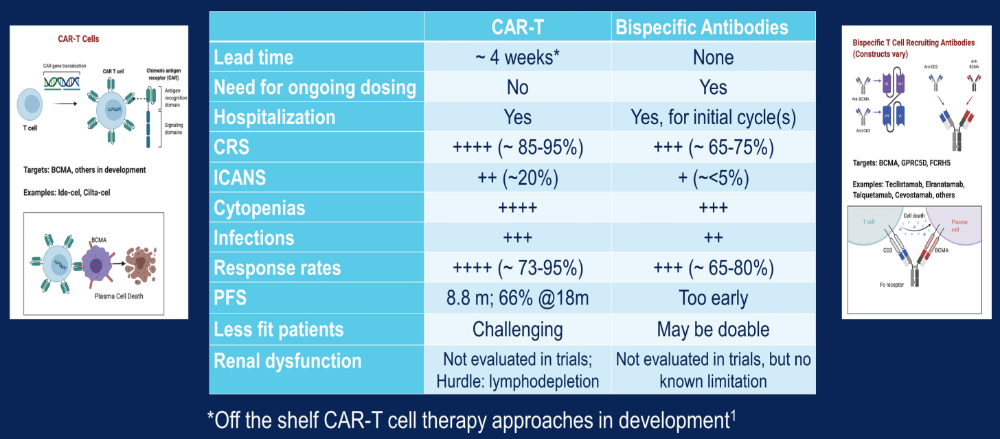 CAR-T Cells
CAR gene transduction
CAR T cell
Chimeric antigen
receptor (CAR)
Antigen-
recognition
domain
Signaling
domains
T cell
Targets: BCMA, others in development
Examples: Ide-cel, Cilta-cel
BCMA
Plasma Cell Death
CAR-T Bispecific Antibodies
Lead time ~ 4 weeks* None
Need for ongoing dosing No Yes
Hospitalization Yes Yes, for initial cycle(s)
CRS ++++ (~ 85-95%) +++ (~ 65-75%)
ICANS ++ (~20%) + (~<5%)
Cytopenias ++++ +++
Infections +++ ++
Response rates ++++ (~ 73-95%) +++ (~ 65-80%)
PFS 8.8 m; 66% @18m Too early
Less fit patients Challenging May be doable
Renal dysfunction Not evaluated in trials; Not evaluated in trials, but no
Hurdle: lymphodepletion known limitation
*Off the shelf CAR-T cell therapy approaches in development¹
Bispecific T Cell Recruiting Antibodies
(Constructs vary)
Anti CD3
Anti
BCMA
VL VH
Anti BCMA
VH VL
Anti CD3
Targets: BCMA, GPRC5D, FCRH5
Examples: Teclistamab, Elranatamab,
Talquetamab, Cevostamab, others
Cell death
T cell
Plasma
cell
CD3
BCMA
Fc receptor